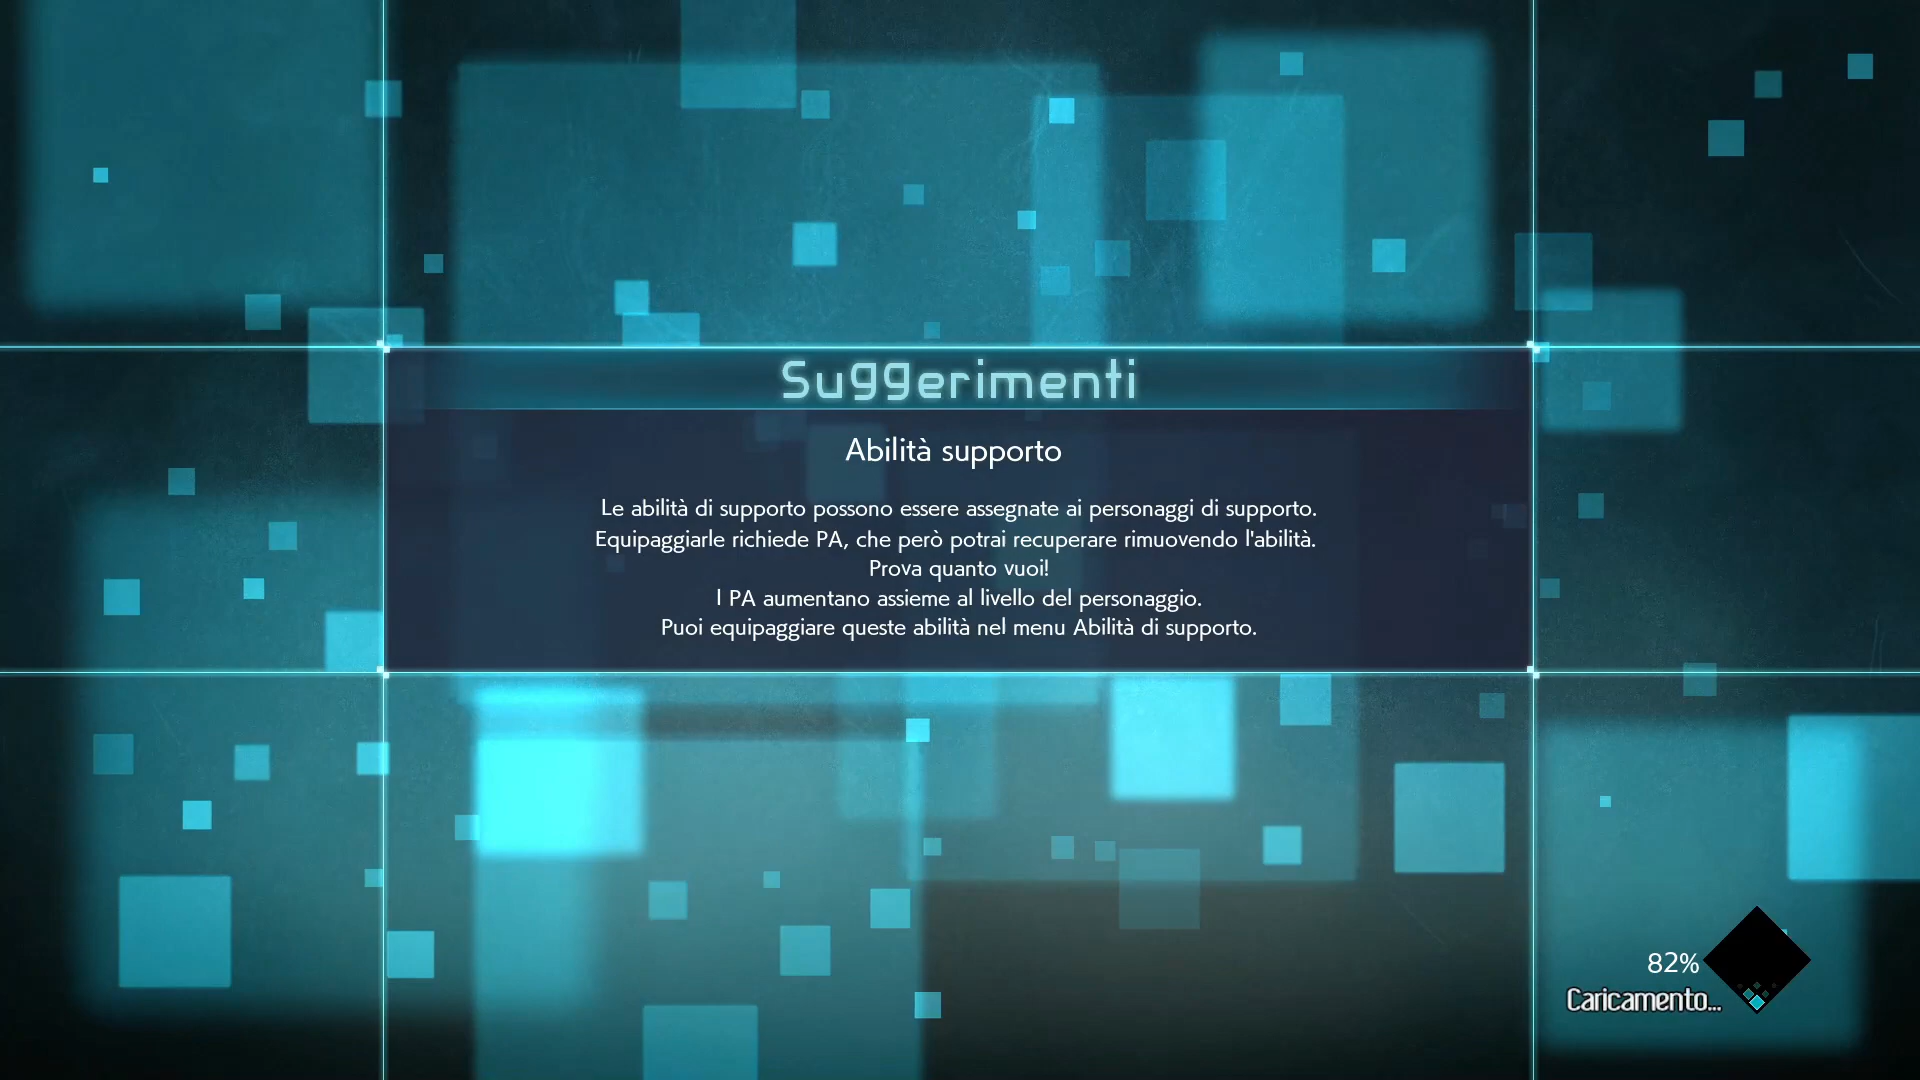 Suggerimenti
Abilità supporto
Le abilità di supporto possono essere assegnate ai personaggi di supporto.
Equipaggiarle richiede PA, che però potrai recuperare rimuovendo l'abilità.
Prova quanto vuoi!
I PA aumentano assieme al livello del personaggio.
Puoi equipaggiare queste abilità nel menu Abilità di supporto.
82%
Caricamento...